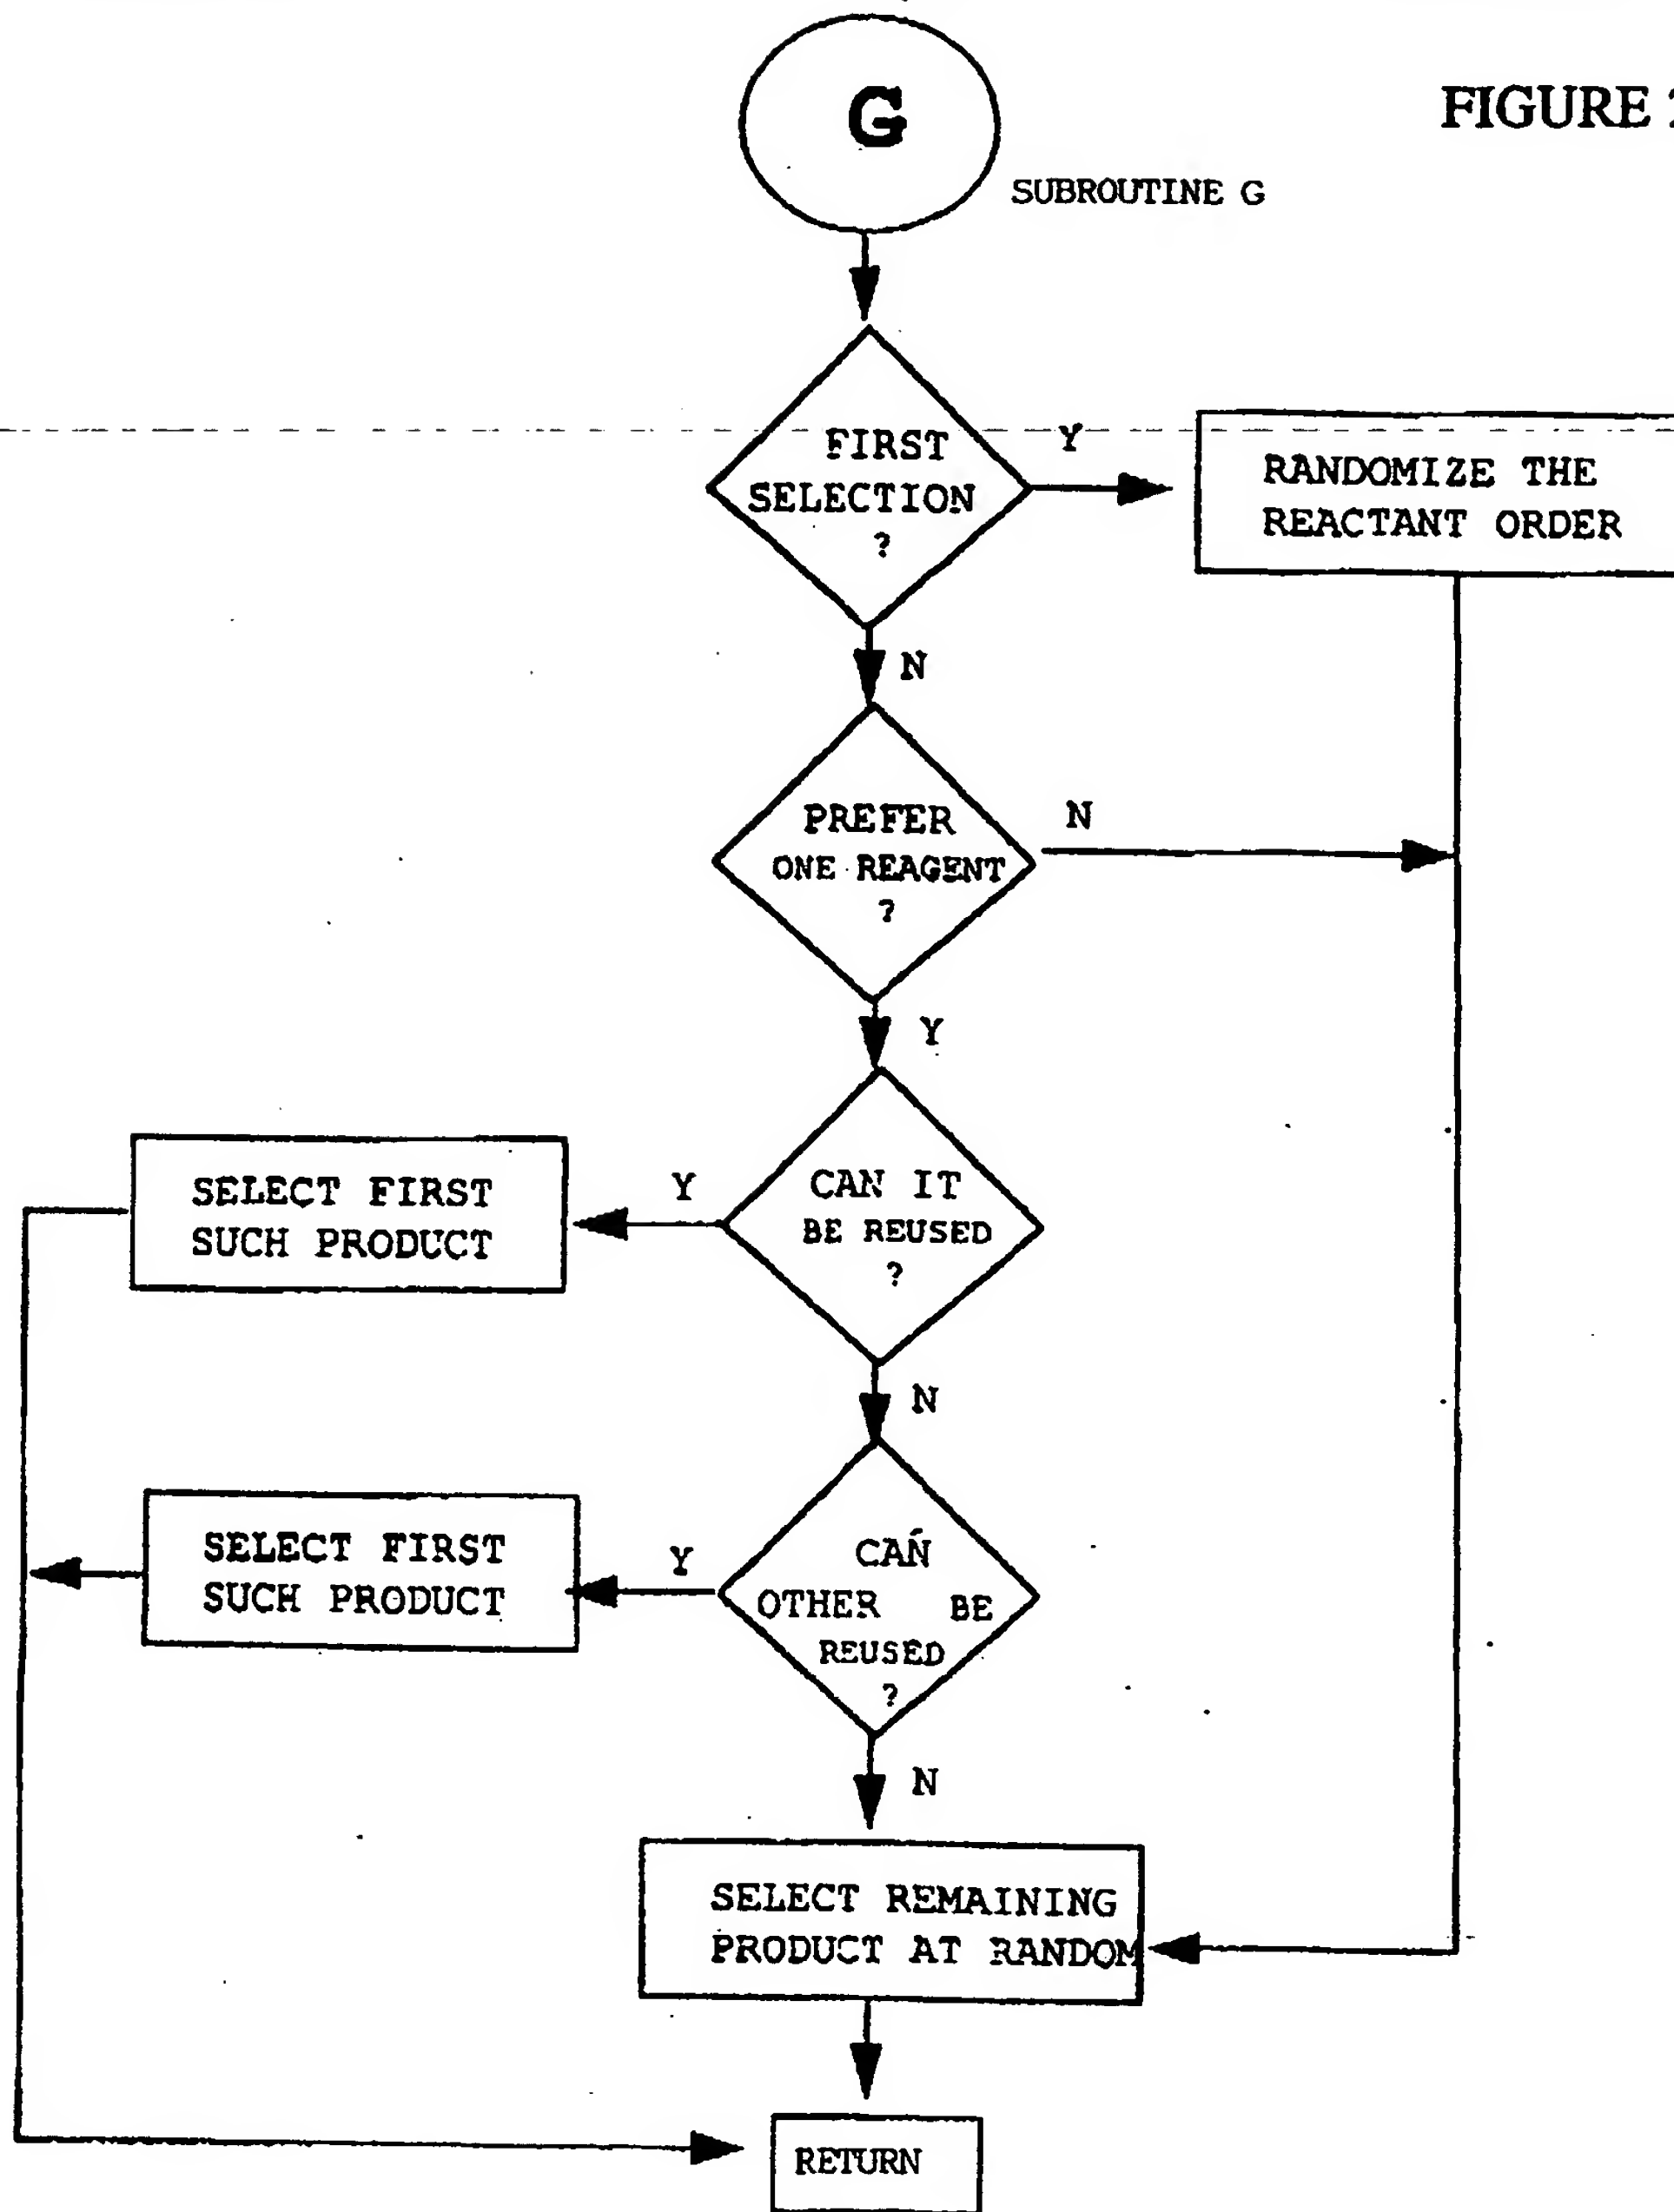 G
FIGURE
SUBROUTINE G
FIRST
SELECTION
?
Y
RANDOMIZE THE
REACTANT ORDER
N
PREFER
ONE REAGENT
?
N
Y
CAN IT
BE REUSED
?
Y
SELECT FIRST
SUCH PRODUCT
N
CAN
OTHER BE
REUSED
?
Y
SELECT FIRST
SUCH PRODUCT
N
SELECT REMAINING
PRODUCT AT RANDOM
RETURN